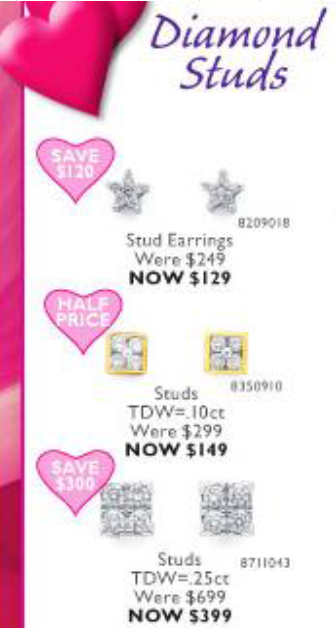 Diamond
Studs
SAVE
$120
8209018
Stud Earrings
Were $249
NOW $129
HALF
PRICE
8350910
Studs
TDW=.10ct
Were $299
NOW $149
SAVE
$300
Studs 8711043
TDW=.25ct
Were $699
NOW $399